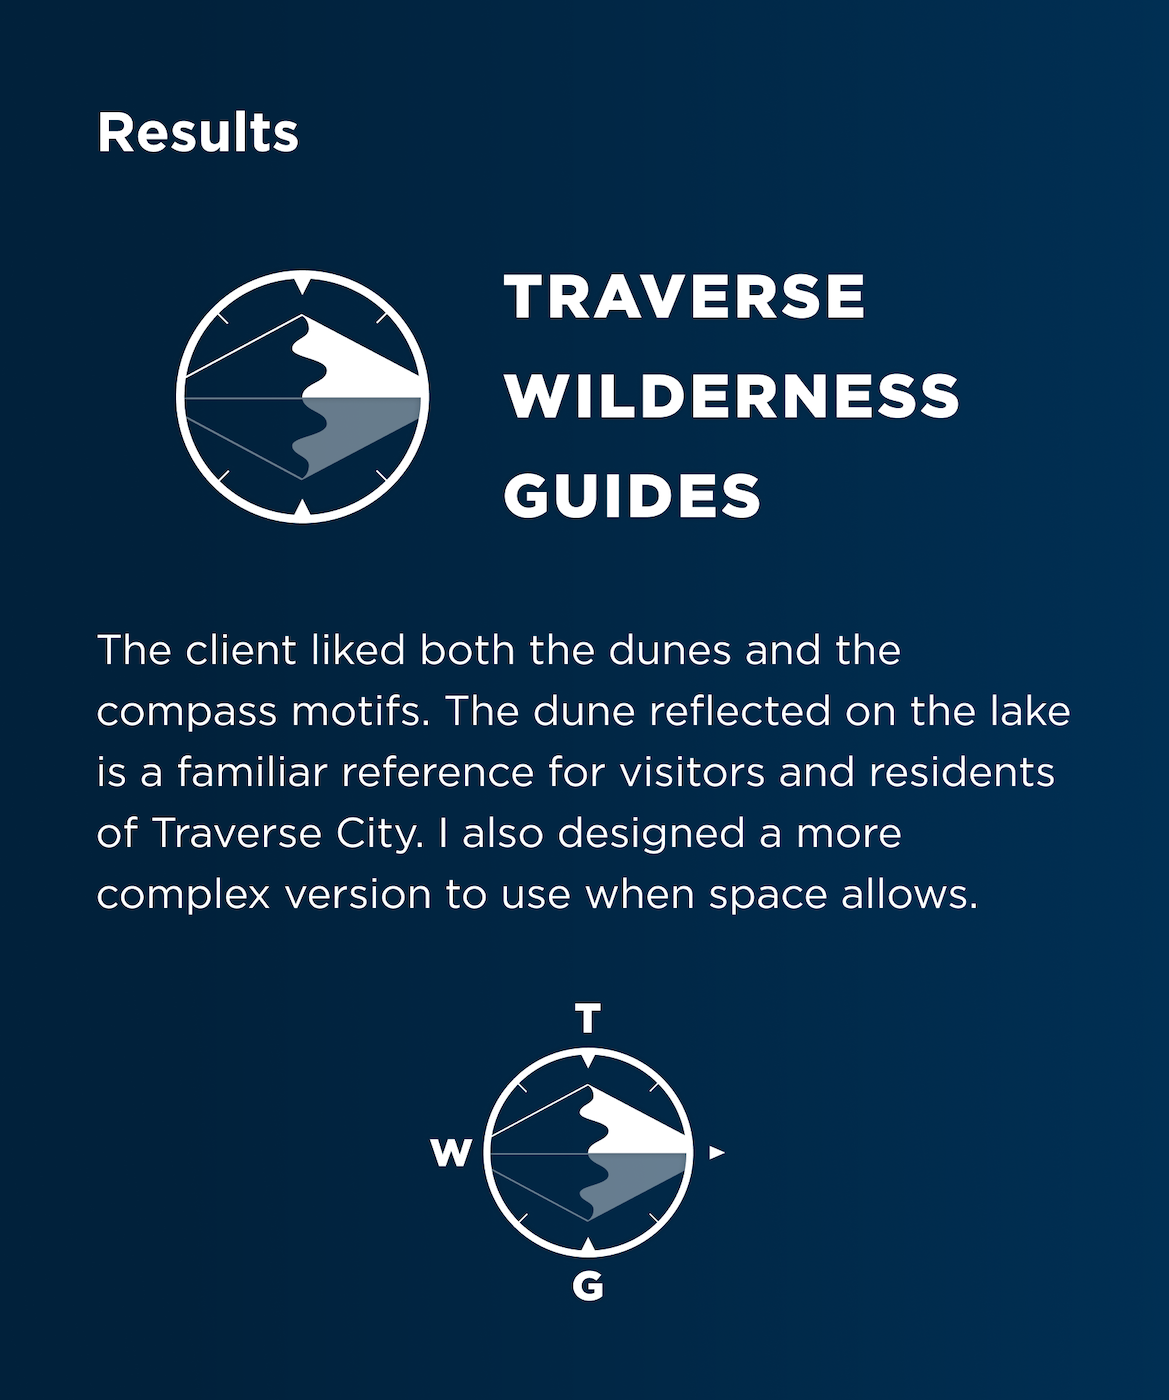 Results
TRAVERSE
WILDERNESS
GUIDES
The client liked both the dunes and the
compass motifs. The dune reflected on the lake
is a familiar reference for visitors and residents
of Traverse City. I also designed a more
complex version to use when space allows.
T
W
G